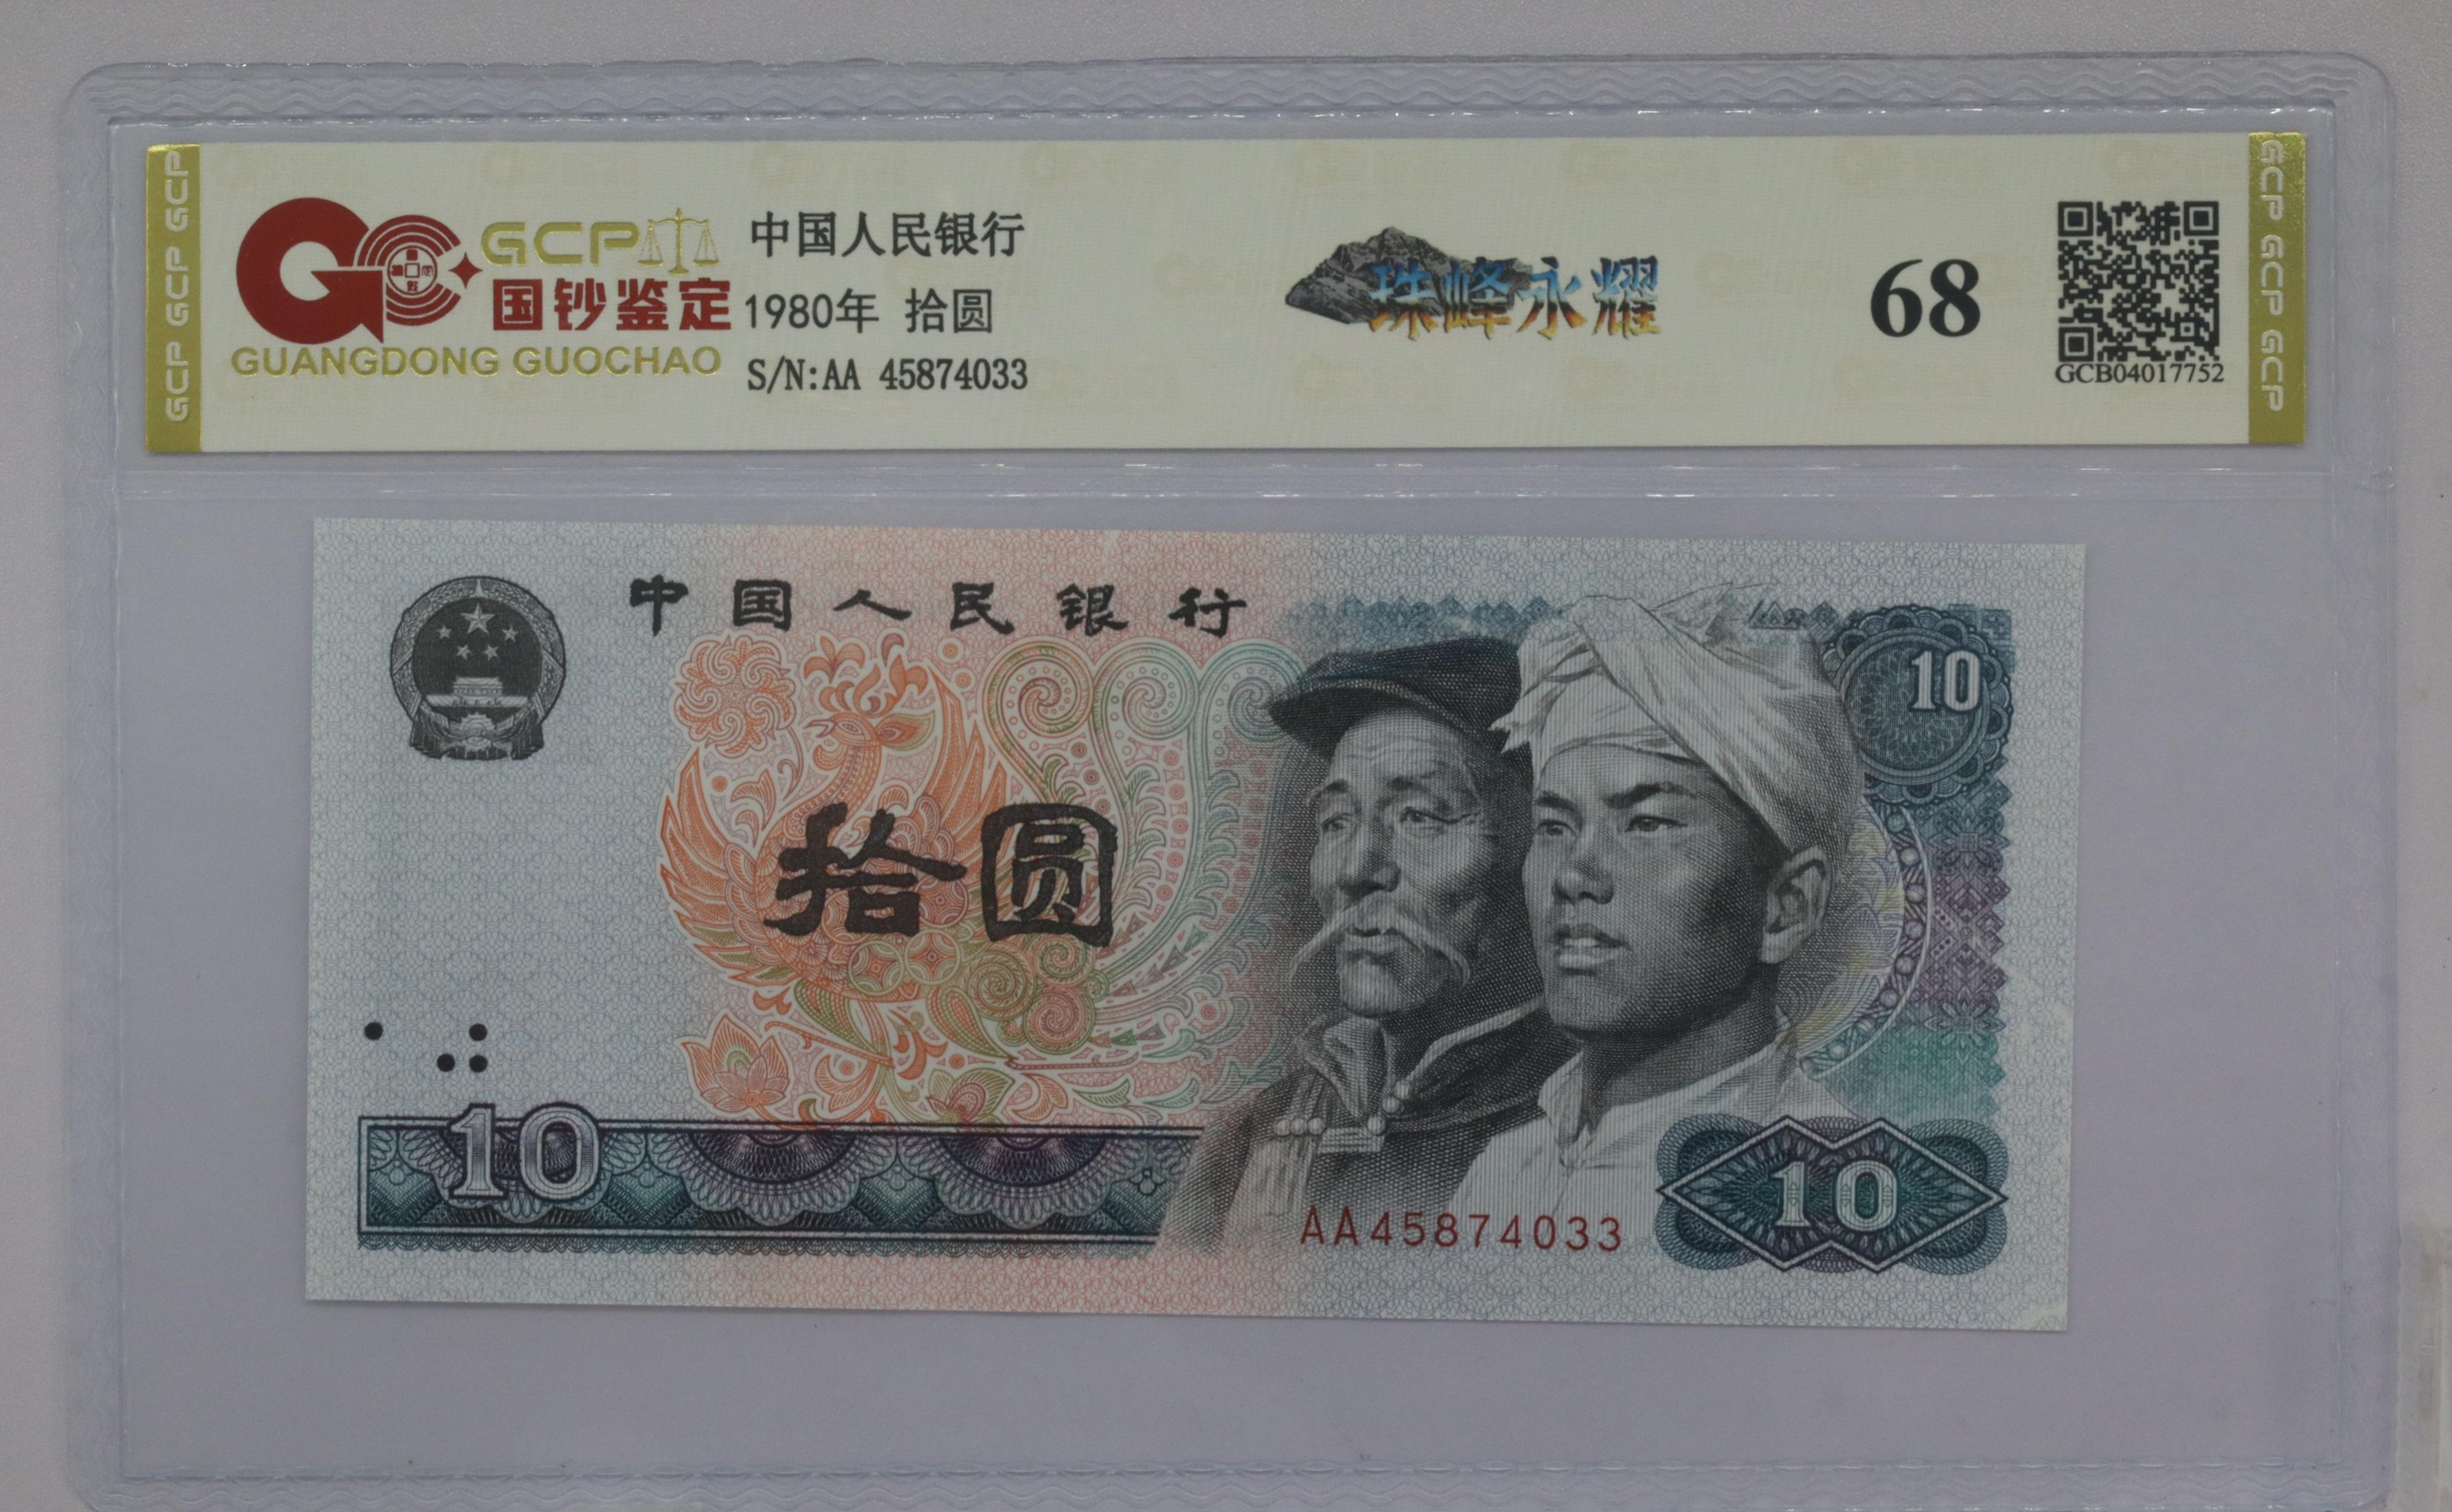 GCP GCP GCP
GCP
国钞鉴定
GUANGDONG GUOCHAO
中国人民银行
1980年 拾圆
S/N:AA 45874033
珠峰永耀
68
GCB04017752
GCP GCP GCP
中国人民银行
10
拾圆
10
AA45874033
10